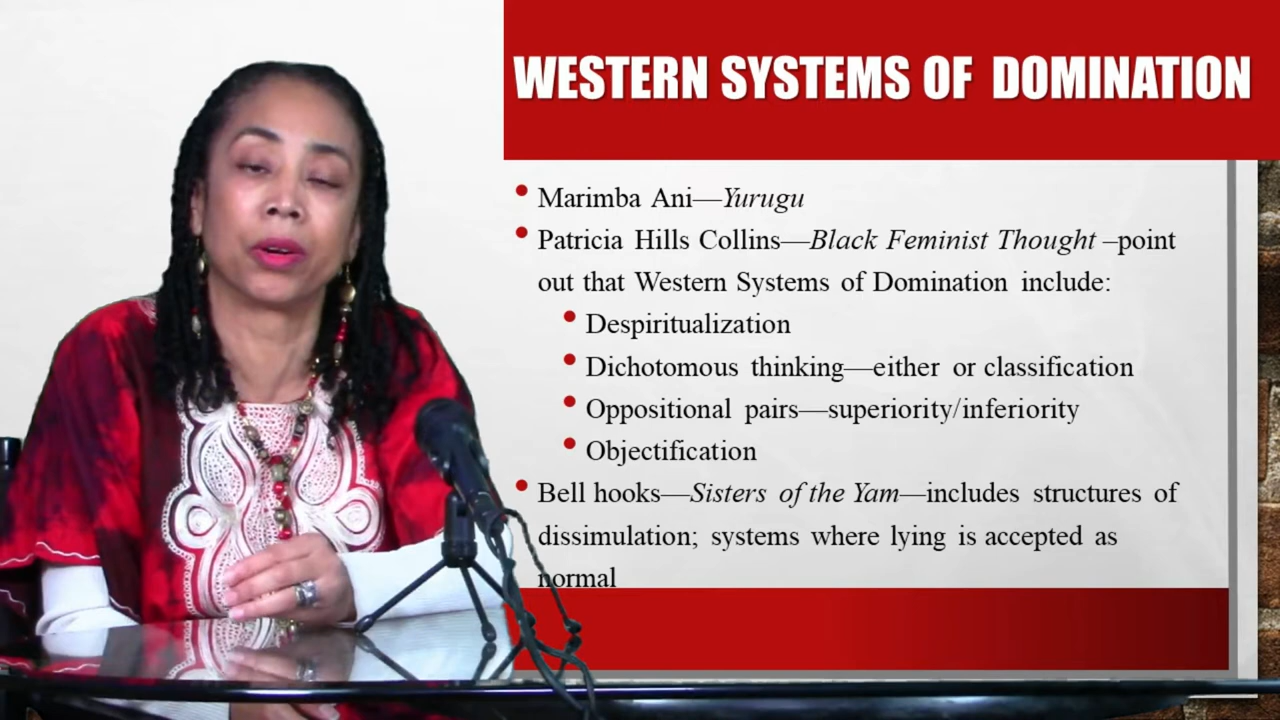 WESTERN SYSTEMS OF DOMINATION
• Marimba Ani—Yurugu
• Patricia Hills Collins—Black Feminist Thought –point
out that Western Systems of Domination include:
• Despiritualization
• Dichotomous thinking—either or classification
• Oppositional pairs—superiority/inferiority
• Objectification
• Bell hooks—Sisters of the Yam—includes structures of
dissimulation; systems where lying is accepted as
normal